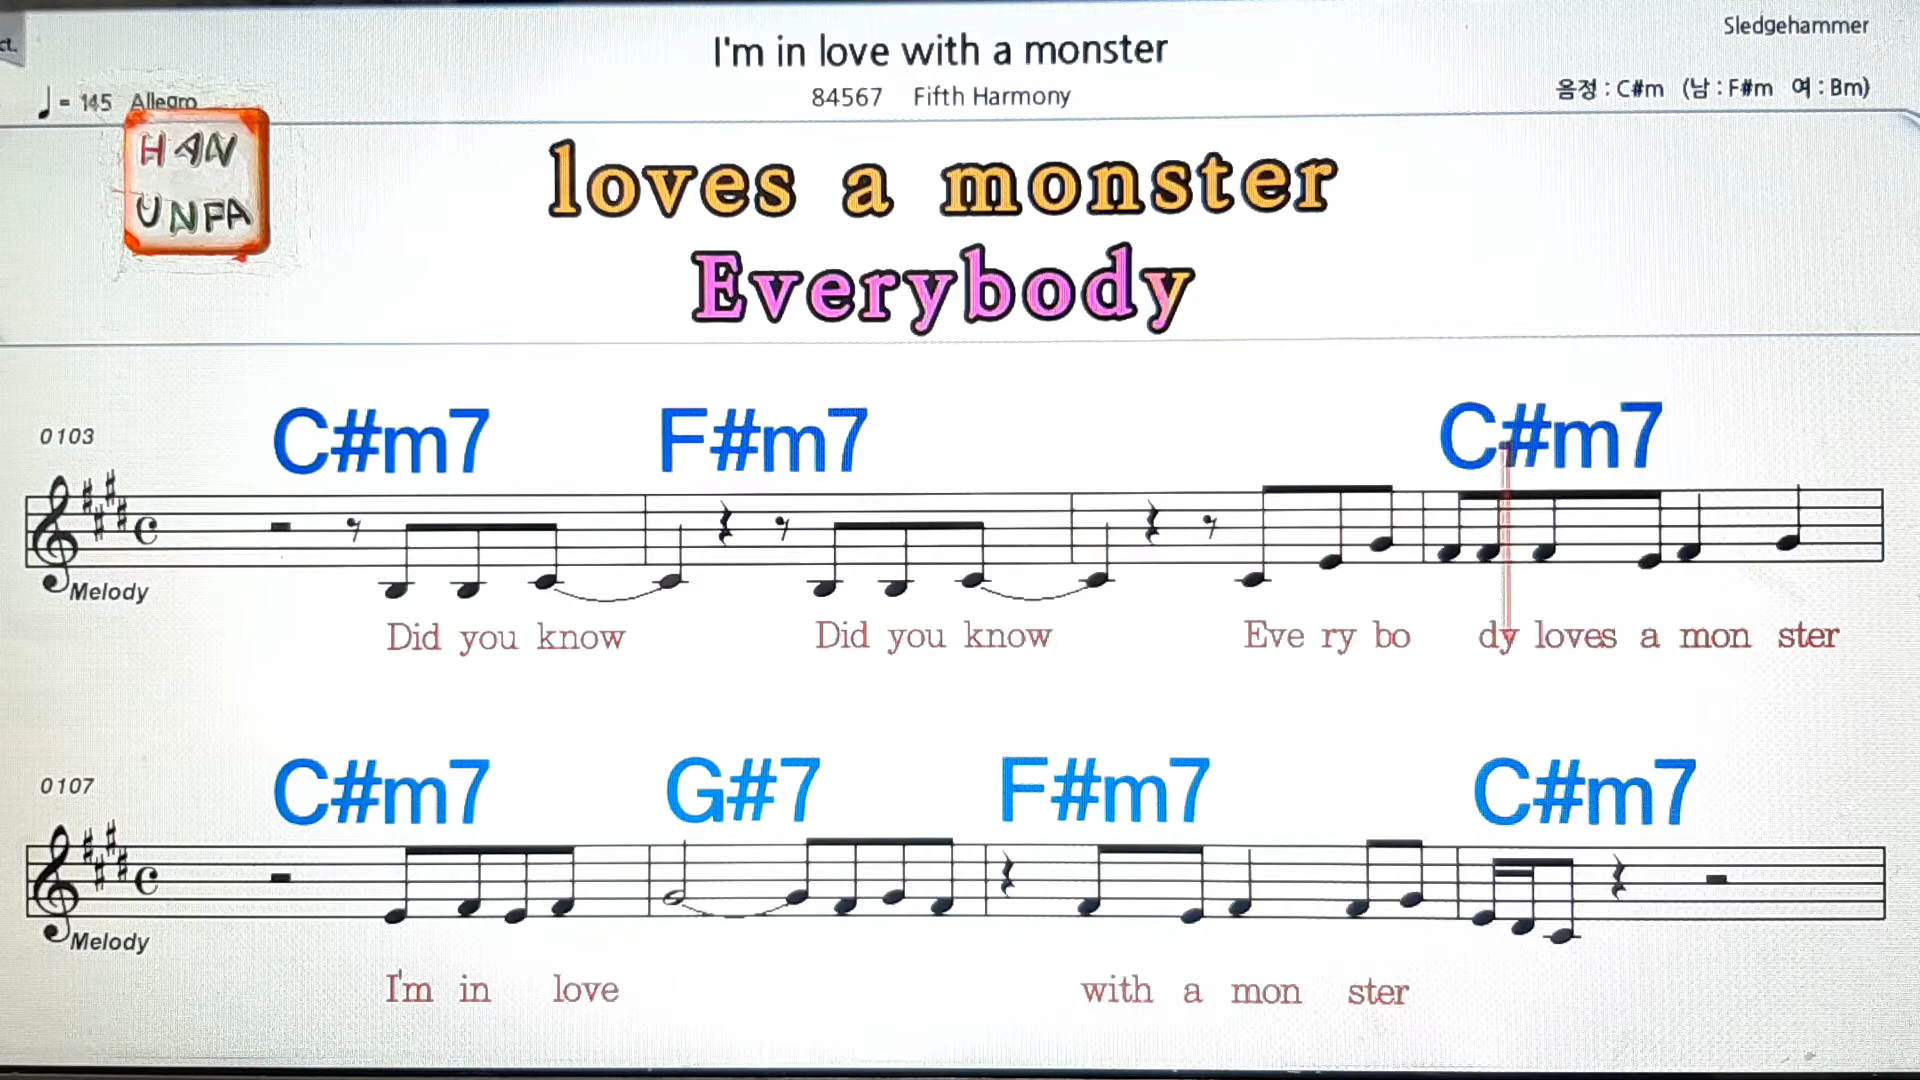 ct.
I'm in love with a monster
Sledgehammer
♩= 145 Allegro
84567 Fifth Harmony
음정 : C#m (남 : F#m 여 : Bm)
HAN
UNFA
loves a monster
Everybody
C#m7 F#m7 C#m7
0103
Melody
Did you know Did you know Eve ry bo dy loves a mon ster
C#m7 G#7 F#m7 C#m7
0107
Melody
I'm in love with a mon ster